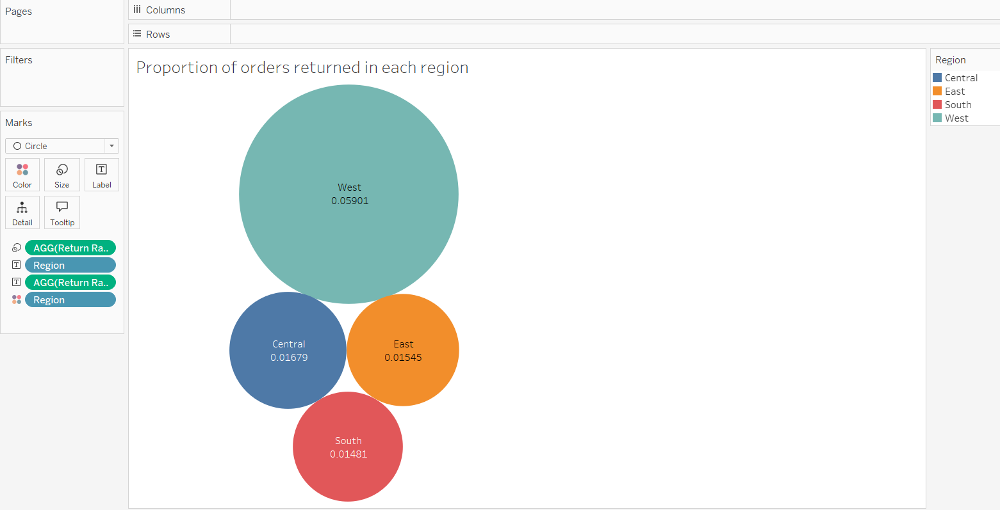 Pages
Columns
Rows
Filters
Proportion of orders returned in each region
Region
Central
East
South
West
Marks
Circle
Color
Size
Label
Detail
Tooltip
AGG(Return Ra..
Region
AGG(Return Ra..
Region
West
0.05901
Central
0.01679
East
0.01545
South
0.01481